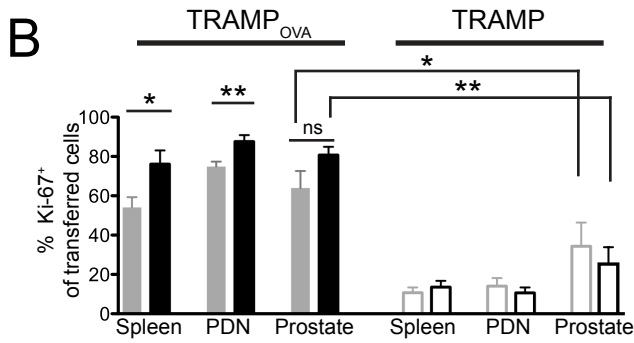 B
TRAMP_OVA TRAMP
* **
* ** ns
% Ki-67⁺
of transferred cells
100
80
60
40
20
0
Spleen PDN Prostate Spleen PDN Prostate